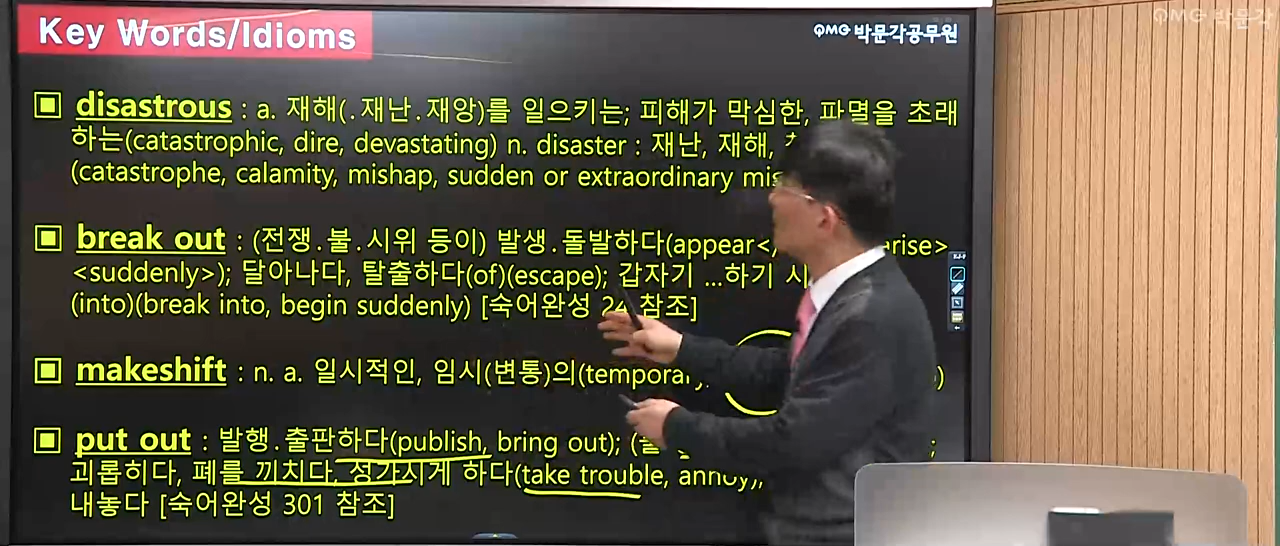 Key Words/Idioms
PMG 박문각공무원
PMG 박문각
▣ disastrous : a. 재해(.재난.재앙)를 일으키는; 피해가 막심한, 파멸을 초래
하는(catastrophic, dire, devastating) n. disaster : 재난, 재해,
(catastrophe, calamity, mishap, sudden or extraordinary
▣ break out : (전쟁.불.시위 등이) 발생.돌발하다(appear arise>
<suddenly>); 달아나다, 탈출하다(of)(escape); 갑자기 ...하기
(into)(break into, begin suddenly) [숙어완성 24 참조]
▣ makeshift : n. a. 일시적인, 임시(변통)의(temporary,
▣ put out : 발행.출판하다(publish, bring out);
괴롭히다, 폐를 끼치다, 성가시게 하다(take trouble, annoy),
내놓다 [숙어완성 301 참조]